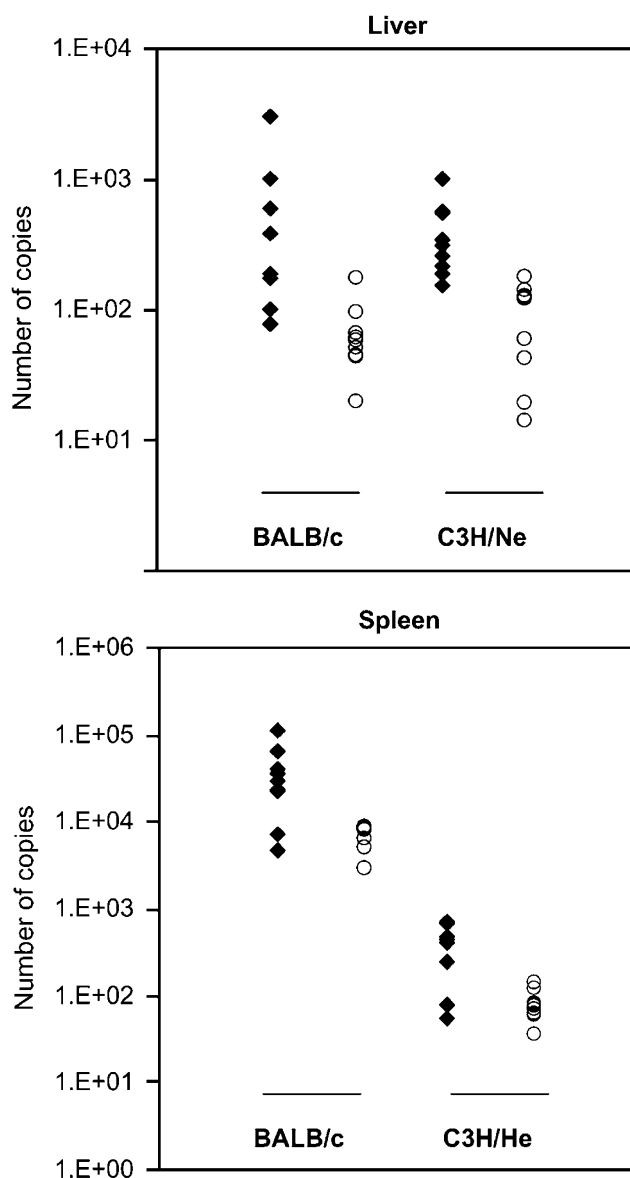 Liver
1.E+04
1.E+03
1.E+02
1.E+01
Number of copies
BALB/c
C3H/Ne
Spleen
1.E+06
1.E+05
1.E+04
1.E+03
1.E+02
1.E+01
1.E+00
Number of copies
BALB/c
C3H/He